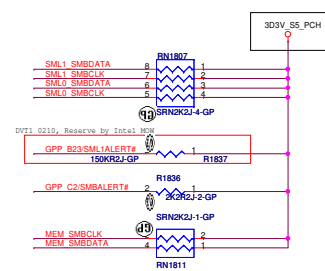 3D3V_S5_PCH
RN1807
SML1_SMBDATA 8 1
SML1_SMBCLK 7 2
SML0_SMBDATA 6 3
SML0_SMBCLK 5 4
SRN2K2J-4-GP
DVT1 0210, Reserve by Intel MOW
GPP_B23/SML1ALERT# 2 1
150KR2J-GP R1837
R1836
GPP_C2/SMBALERT# 2 1
2K2R2J-2-GP
SRN2K2J-1-GP
MEM_SMBCLK 3 2
MEM_SMBDATA 4 1
RN1811